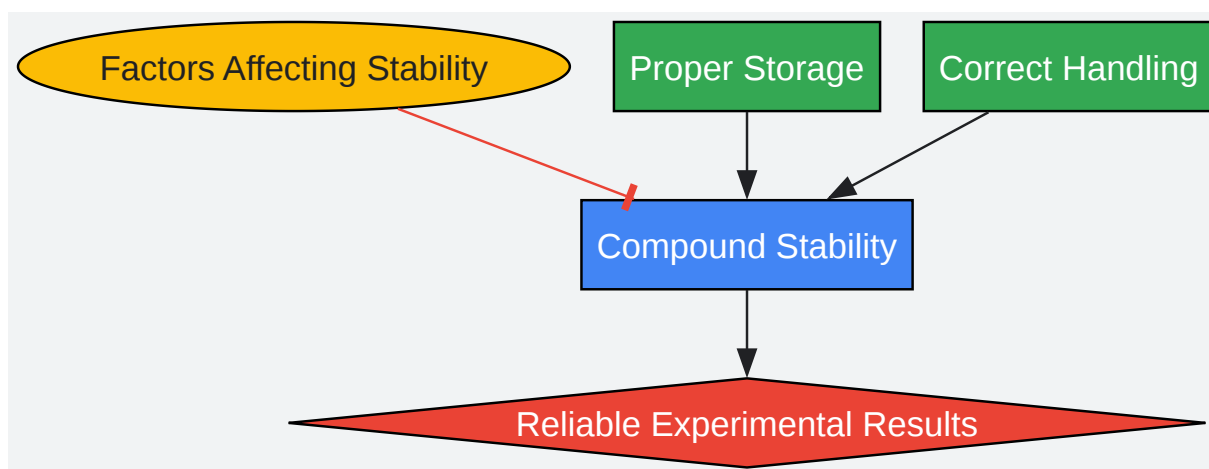 Factors Affecting Stability
Proper Storage
Correct Handling
Compound Stability
Reliable Experimental Results